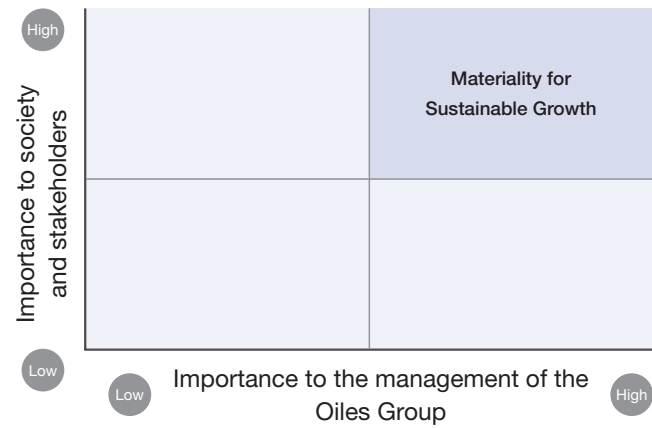 High
Materiality for
Sustainable Growth
Importance to society
and stakeholders
Low
Low
Importance to the management of the
Oiles Group
High